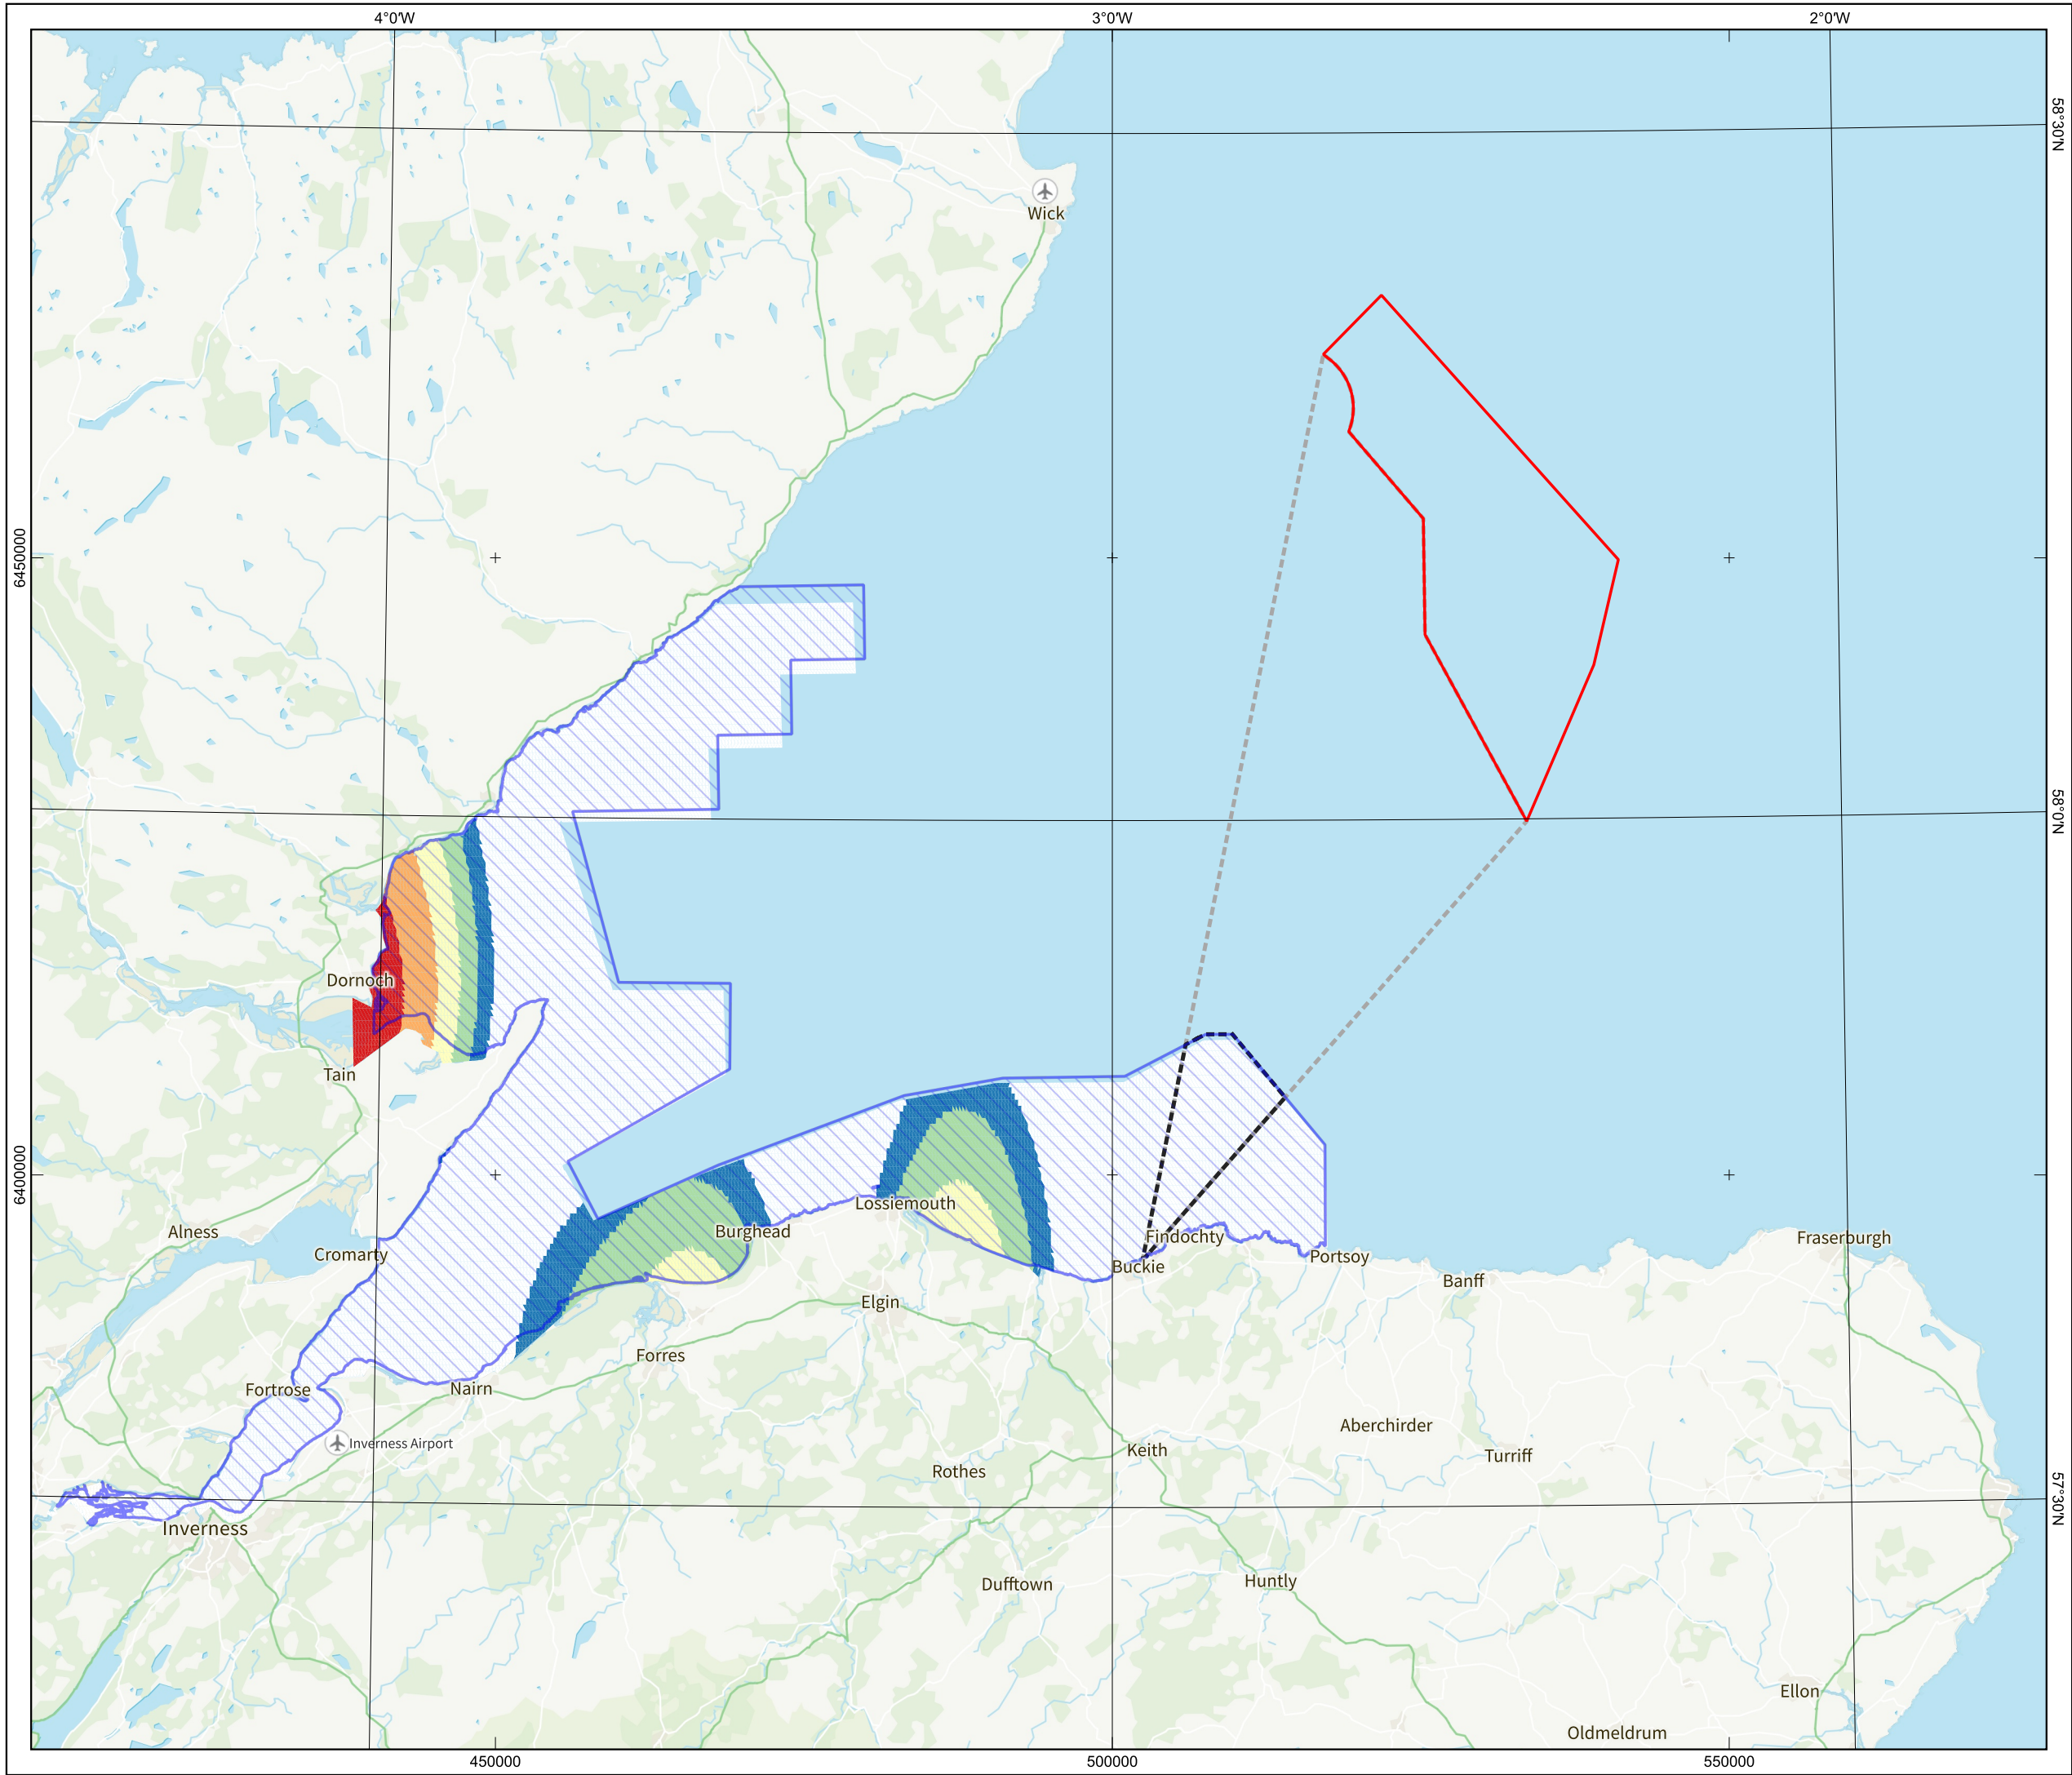 4°0'W
3°0'W
2°0'W
58°30'N
Wick
6450000
58°0'N
Dornoch
Tain
6400000
Lossiemouth
Alness
Burghead
Findochty
Fraserburgh
Cromarty
Portsoy
Buckie
Banff
Elgin
Forres
Fortrose
Nairn
Aberchirder
Inverness Airport
Keith
Turriff
Rothes
57°30'N
Inverness
Huntly
Dufftown
Ellon
Oldmeldrum
450000
500000
550000